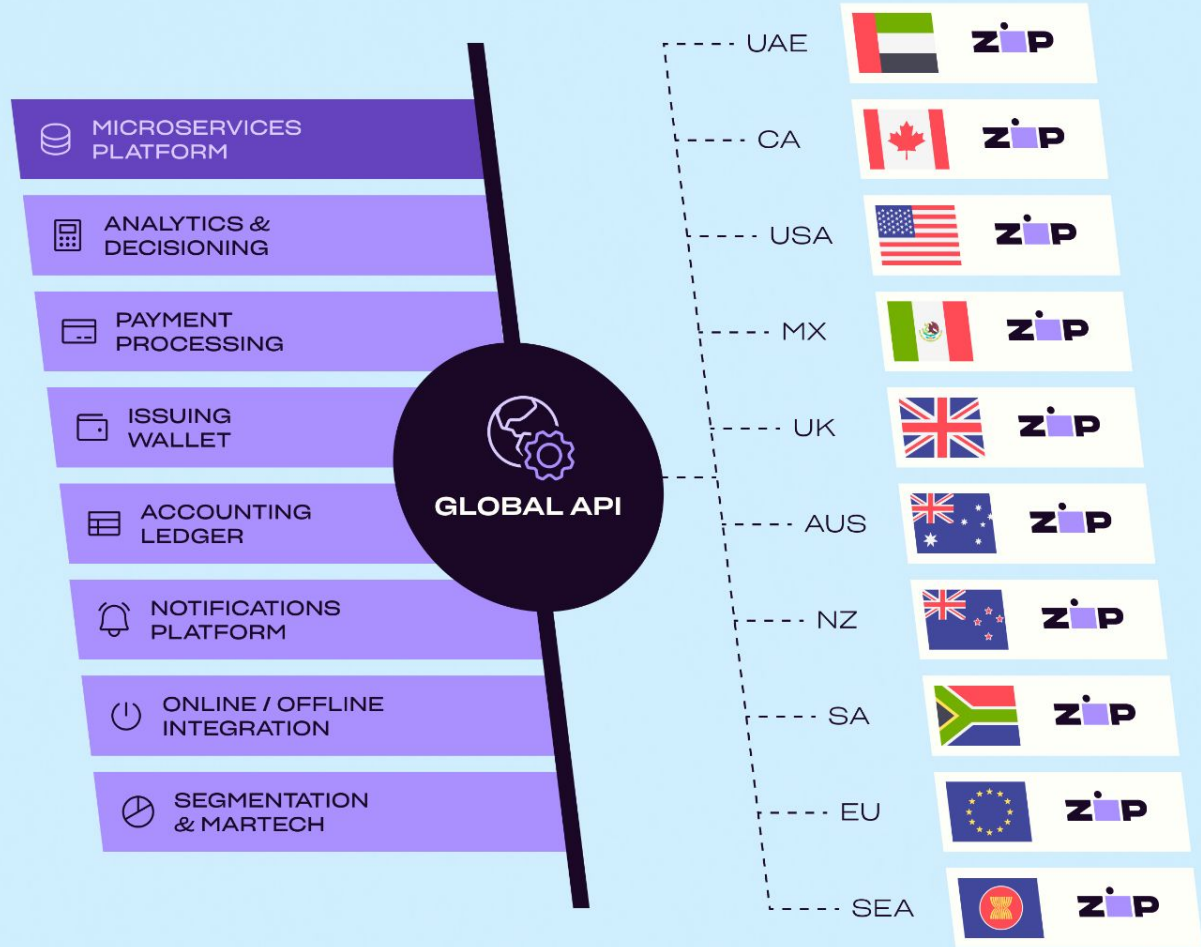 MICROSERVICES
PLATFORM
ANALYTICS &
DECISIONING
PAYMENT
PROCESSING
ISSUING
WALLET
ACCOUNTING
LEDGER
NOTIFICATIONS
PLATFORM
ONLINE / OFFLINE
INTEGRATION
SEGMENTATION
& MARTECH
GLOBAL API
UAE zip
CA zip
USA zip
MX zip
UK zip
AUS zip
NZ zip
SA zip
EU zip
SEA zip